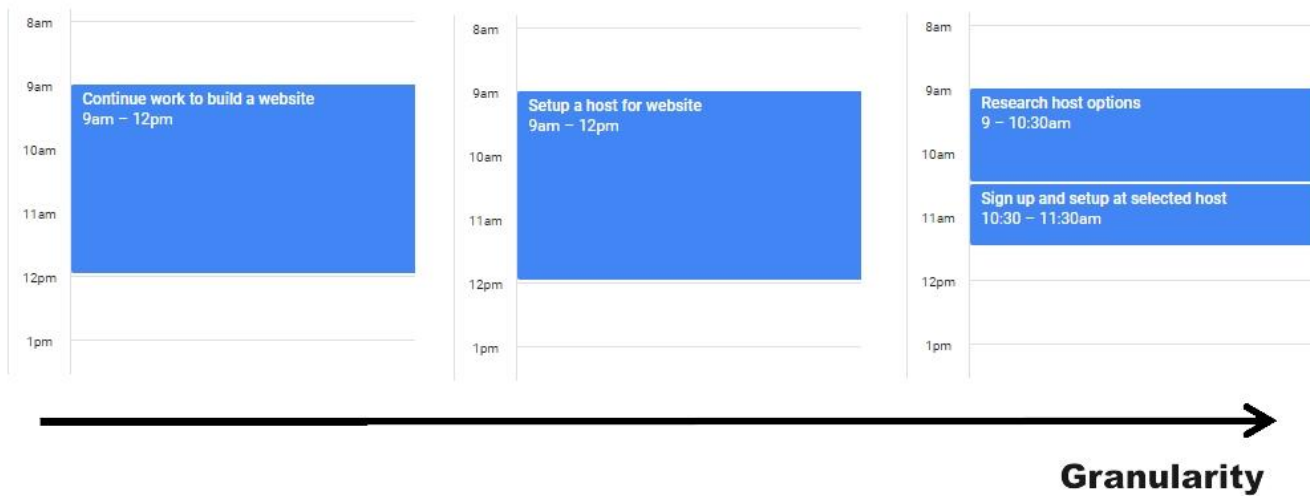 8am
9am
Continue work to build a website
9am – 12pm
10am
11am
12pm
1pm
8am
9am
Setup a host for website
9am – 12pm
10am
11am
12pm
1pm
8am
9am
Research host options
9 – 10:30am
10am
Sign up and setup at selected host
10:30 – 11:30am
11am
12pm
1pm
Granularity